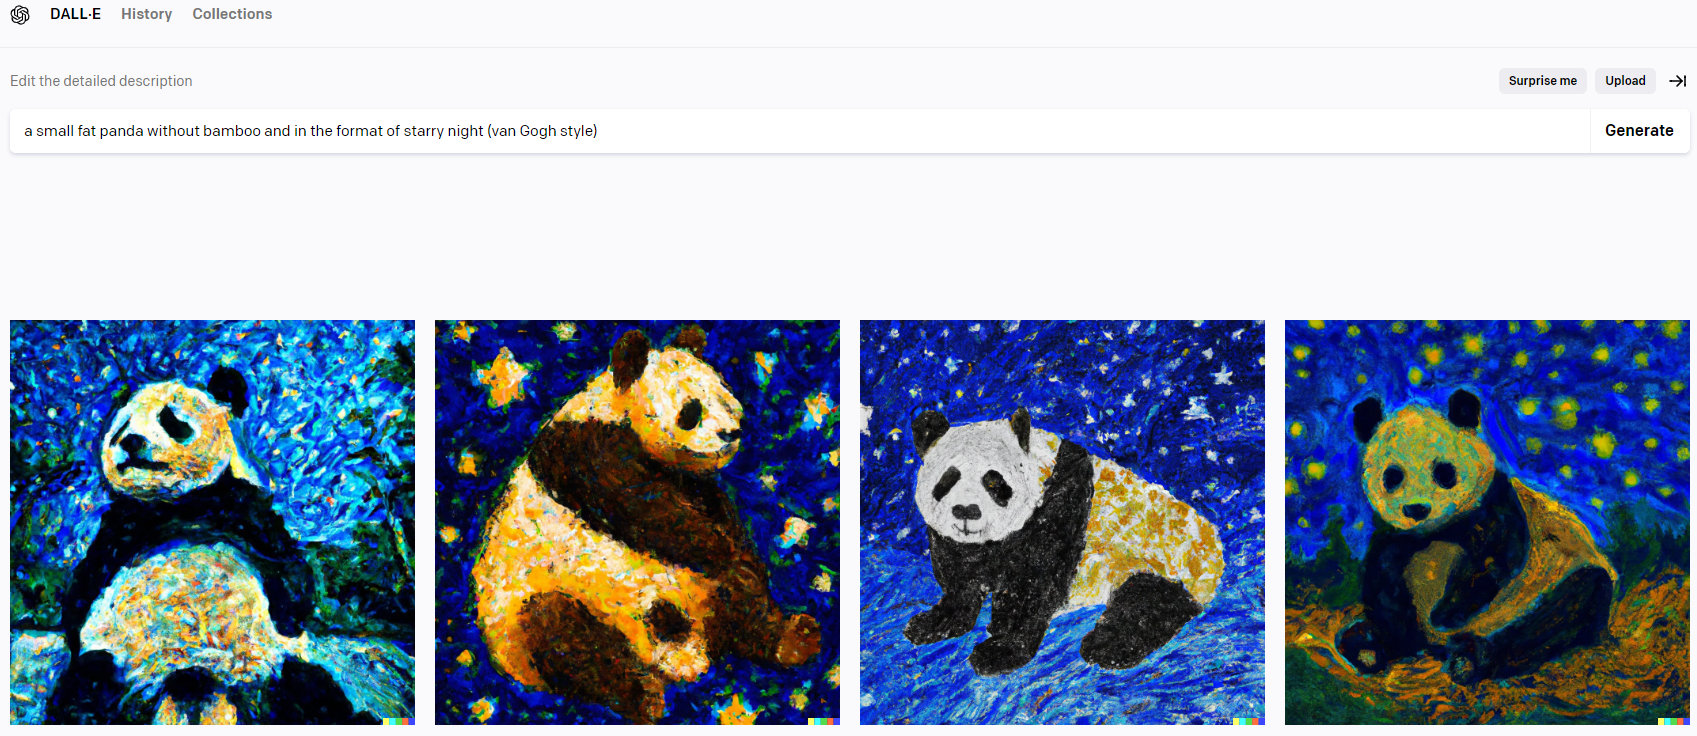 DALL·E History Collections
Edit the detailed description
Surprise me Upload
a small fat panda without bamboo and in the format of starry night (van Gogh style)
Generate